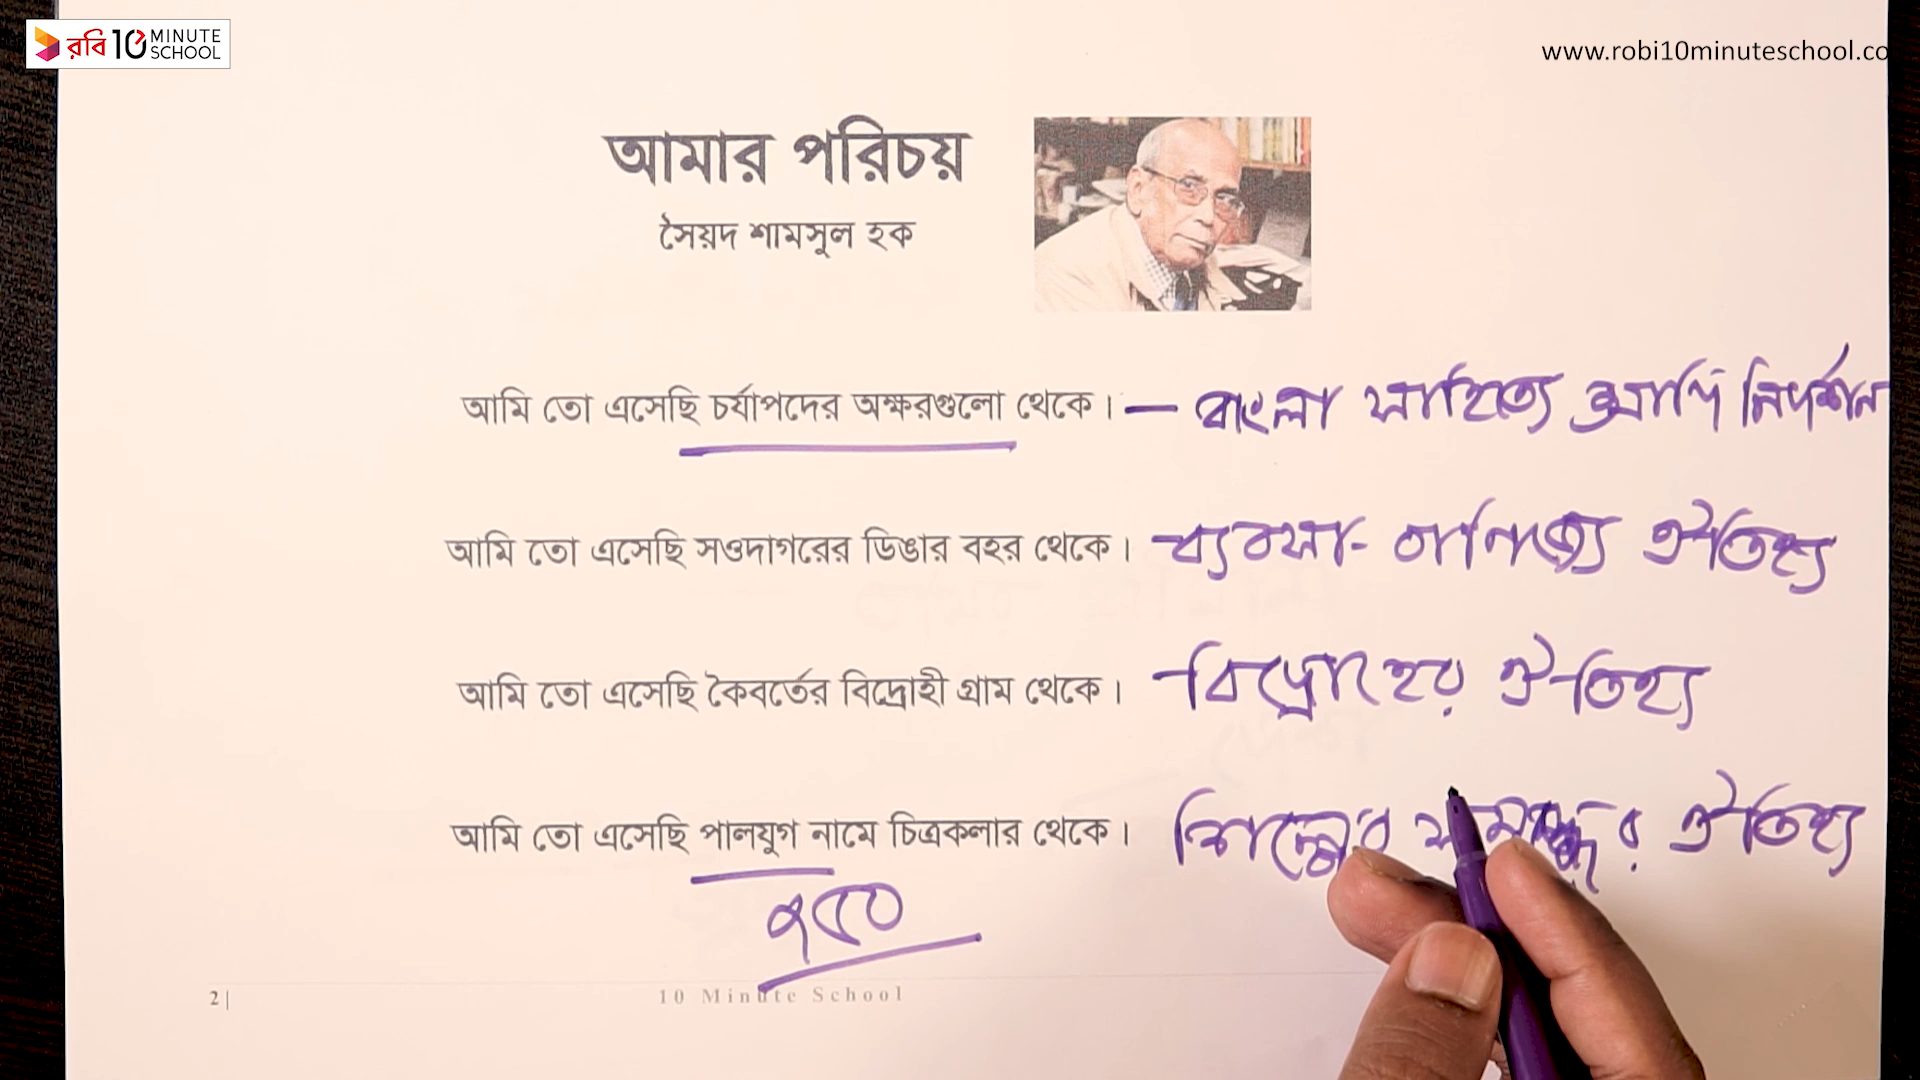 রবি 10 MINUTE SCHOOL
www.robi10minuteschool.co
আমার পরিচয়
সৈয়দ শামসুল হক
আমি তো এসেছি চর্যাপদের অক্ষরগুলো থেকে। — বাংলা সাহিত্যে আদি নিদর্শন
আমি তো এসেছি সওদাগরের ডিঙার বহর থেকে। ব্যবসা-বাণিজ্য ঐতিহ্য
আমি তো এসেছি কৈবর্তের বিদ্রোহী গ্রাম থেকে। বিদ্রোহের ঐতিহ্য
আমি তো এসেছি পালযুগ নামে চিত্রকলার থেকে। শিল্পের ঐতিহ্য
৭৫০
2 |
10 Minute School